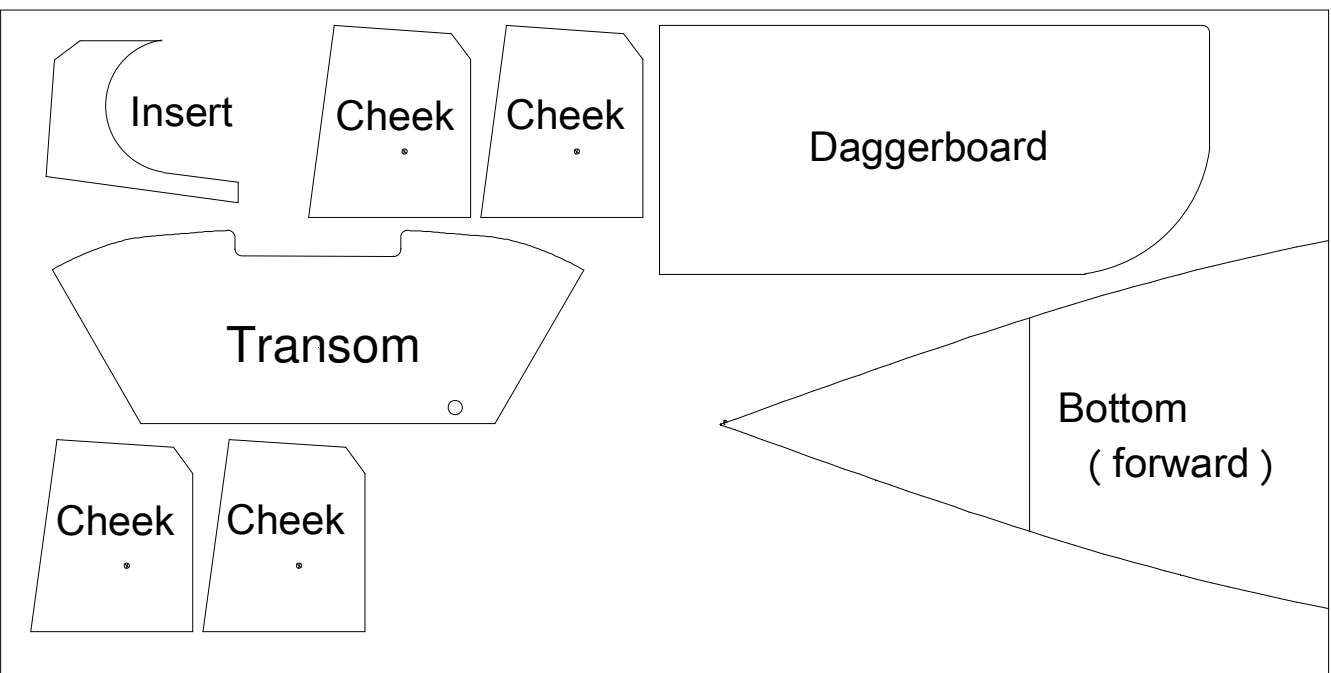 Insert
Cheek
Cheek
Daggerboard
Transom
Bottom
( forward )
Cheek
Cheek